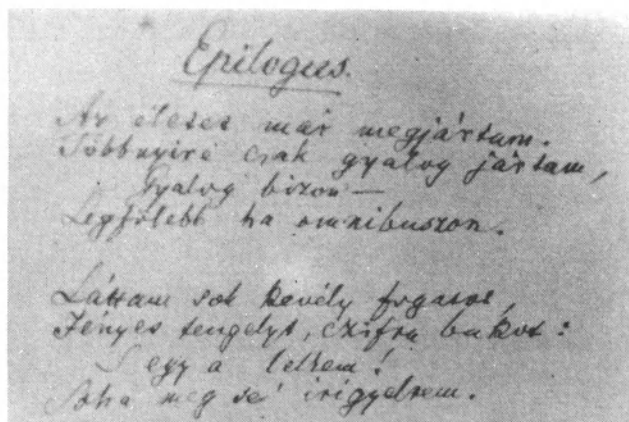 Epilogus.
Az életet már megjártam.
Többnyire csak gyalog jártam,
Gyalog bizon —
Legfölebb ha omnibuszon.
Láttam sok kevély fogatot,
Fényes tengelyt, czifra bakot:
S egy a lelkem!
Soha meg se' irigyeltem.